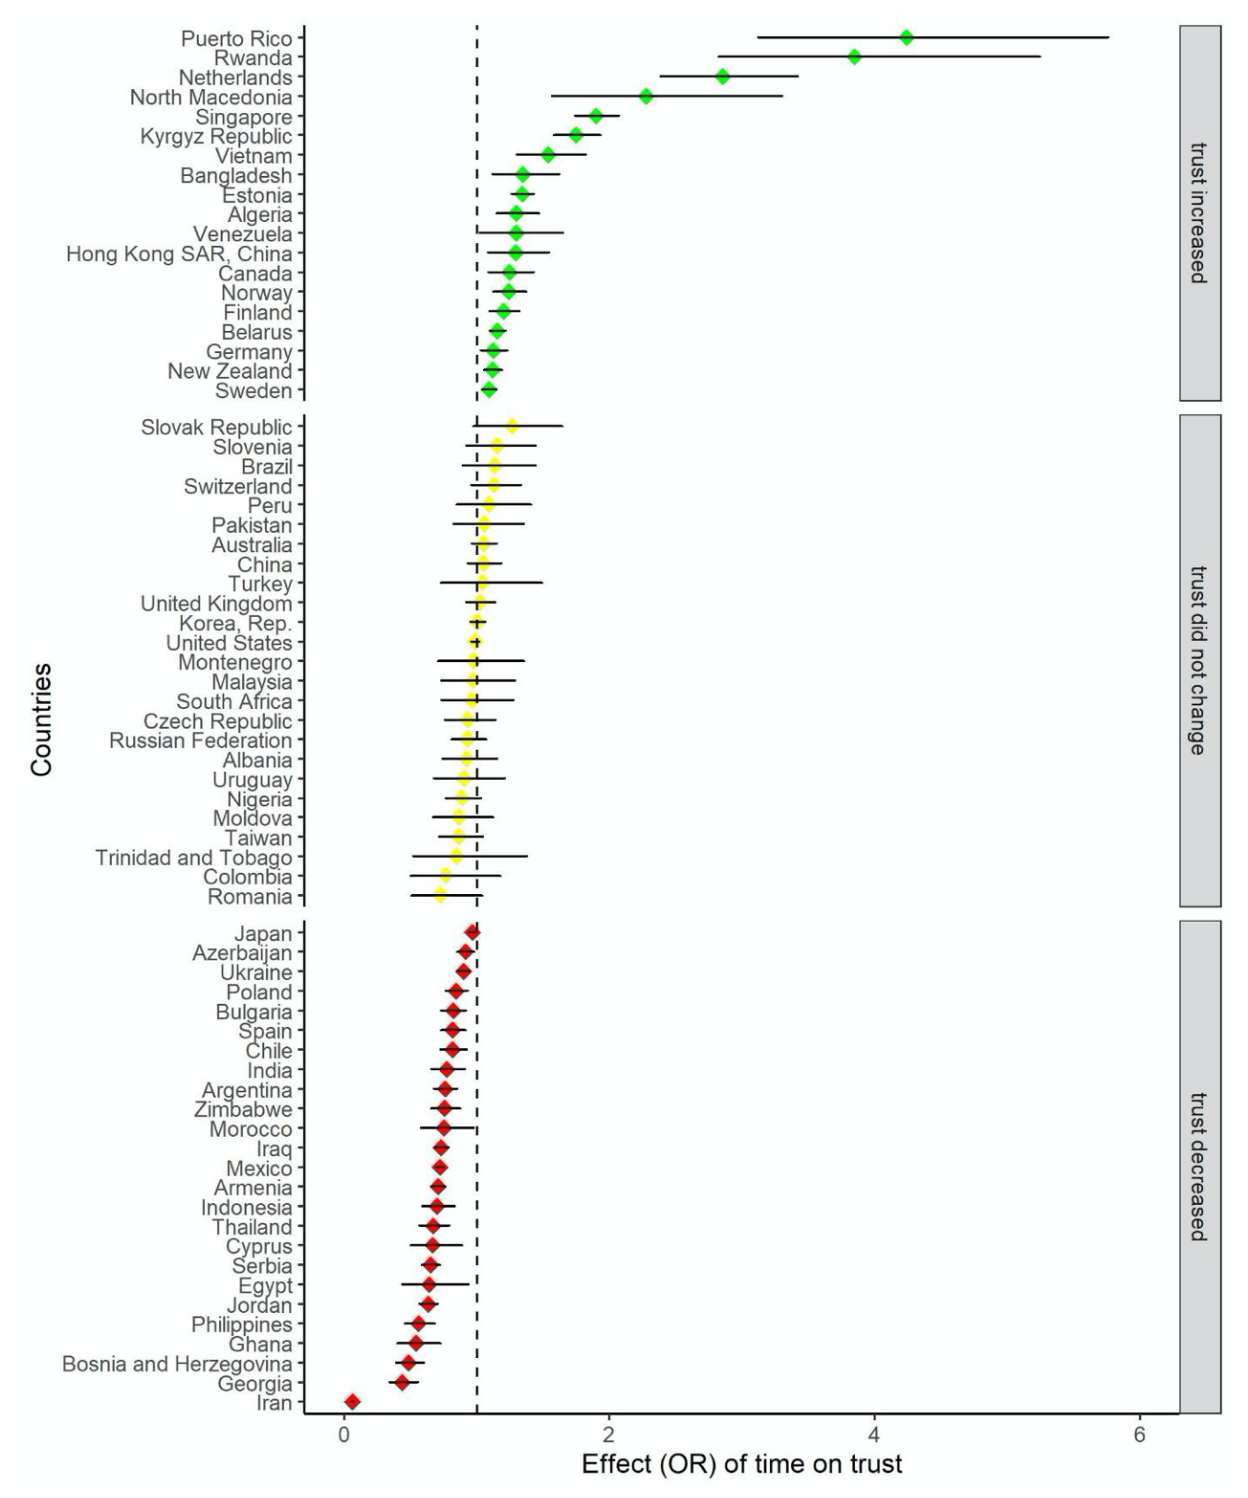 Puerto Rico
Rwanda
Netherlands
North Macedonia
Singapore
Kyrgyz Republic
Vietnam
Bangladesh
Estonia
Algeria
Venezuela
Hong Kong SAR, China
Canada
Norway
Finland
Belarus
Germany
New Zealand
Sweden
trust increased
Slovak Republic
Slovenia
Brazil
Switzerland
Peru
Pakistan
Australia
China
Turkey
United Kingdom
Korea, Rep.
United States
Montenegro
Malaysia
South Africa
Czech Republic
Russian Federation
Albania
Uruguay
Nigeria
Moldova
Taiwan
Trinidad and Tobago
Colombia
Romania
trust did not change
Japan
Azerbaijan
Ukraine
Poland
Bulgaria
Spain
Chile
India
Argentina
Zimbabwe
Morocco
Iraq
Mexico
Armenia
Indonesia
Thailand
Cyprus
Serbia
Egypt
Jordan
Philippines
Ghana
Bosnia and Herzegovina
Georgia
Iran
trust decreased
Countries
0 2 4 6
Effect (OR) of time on trust